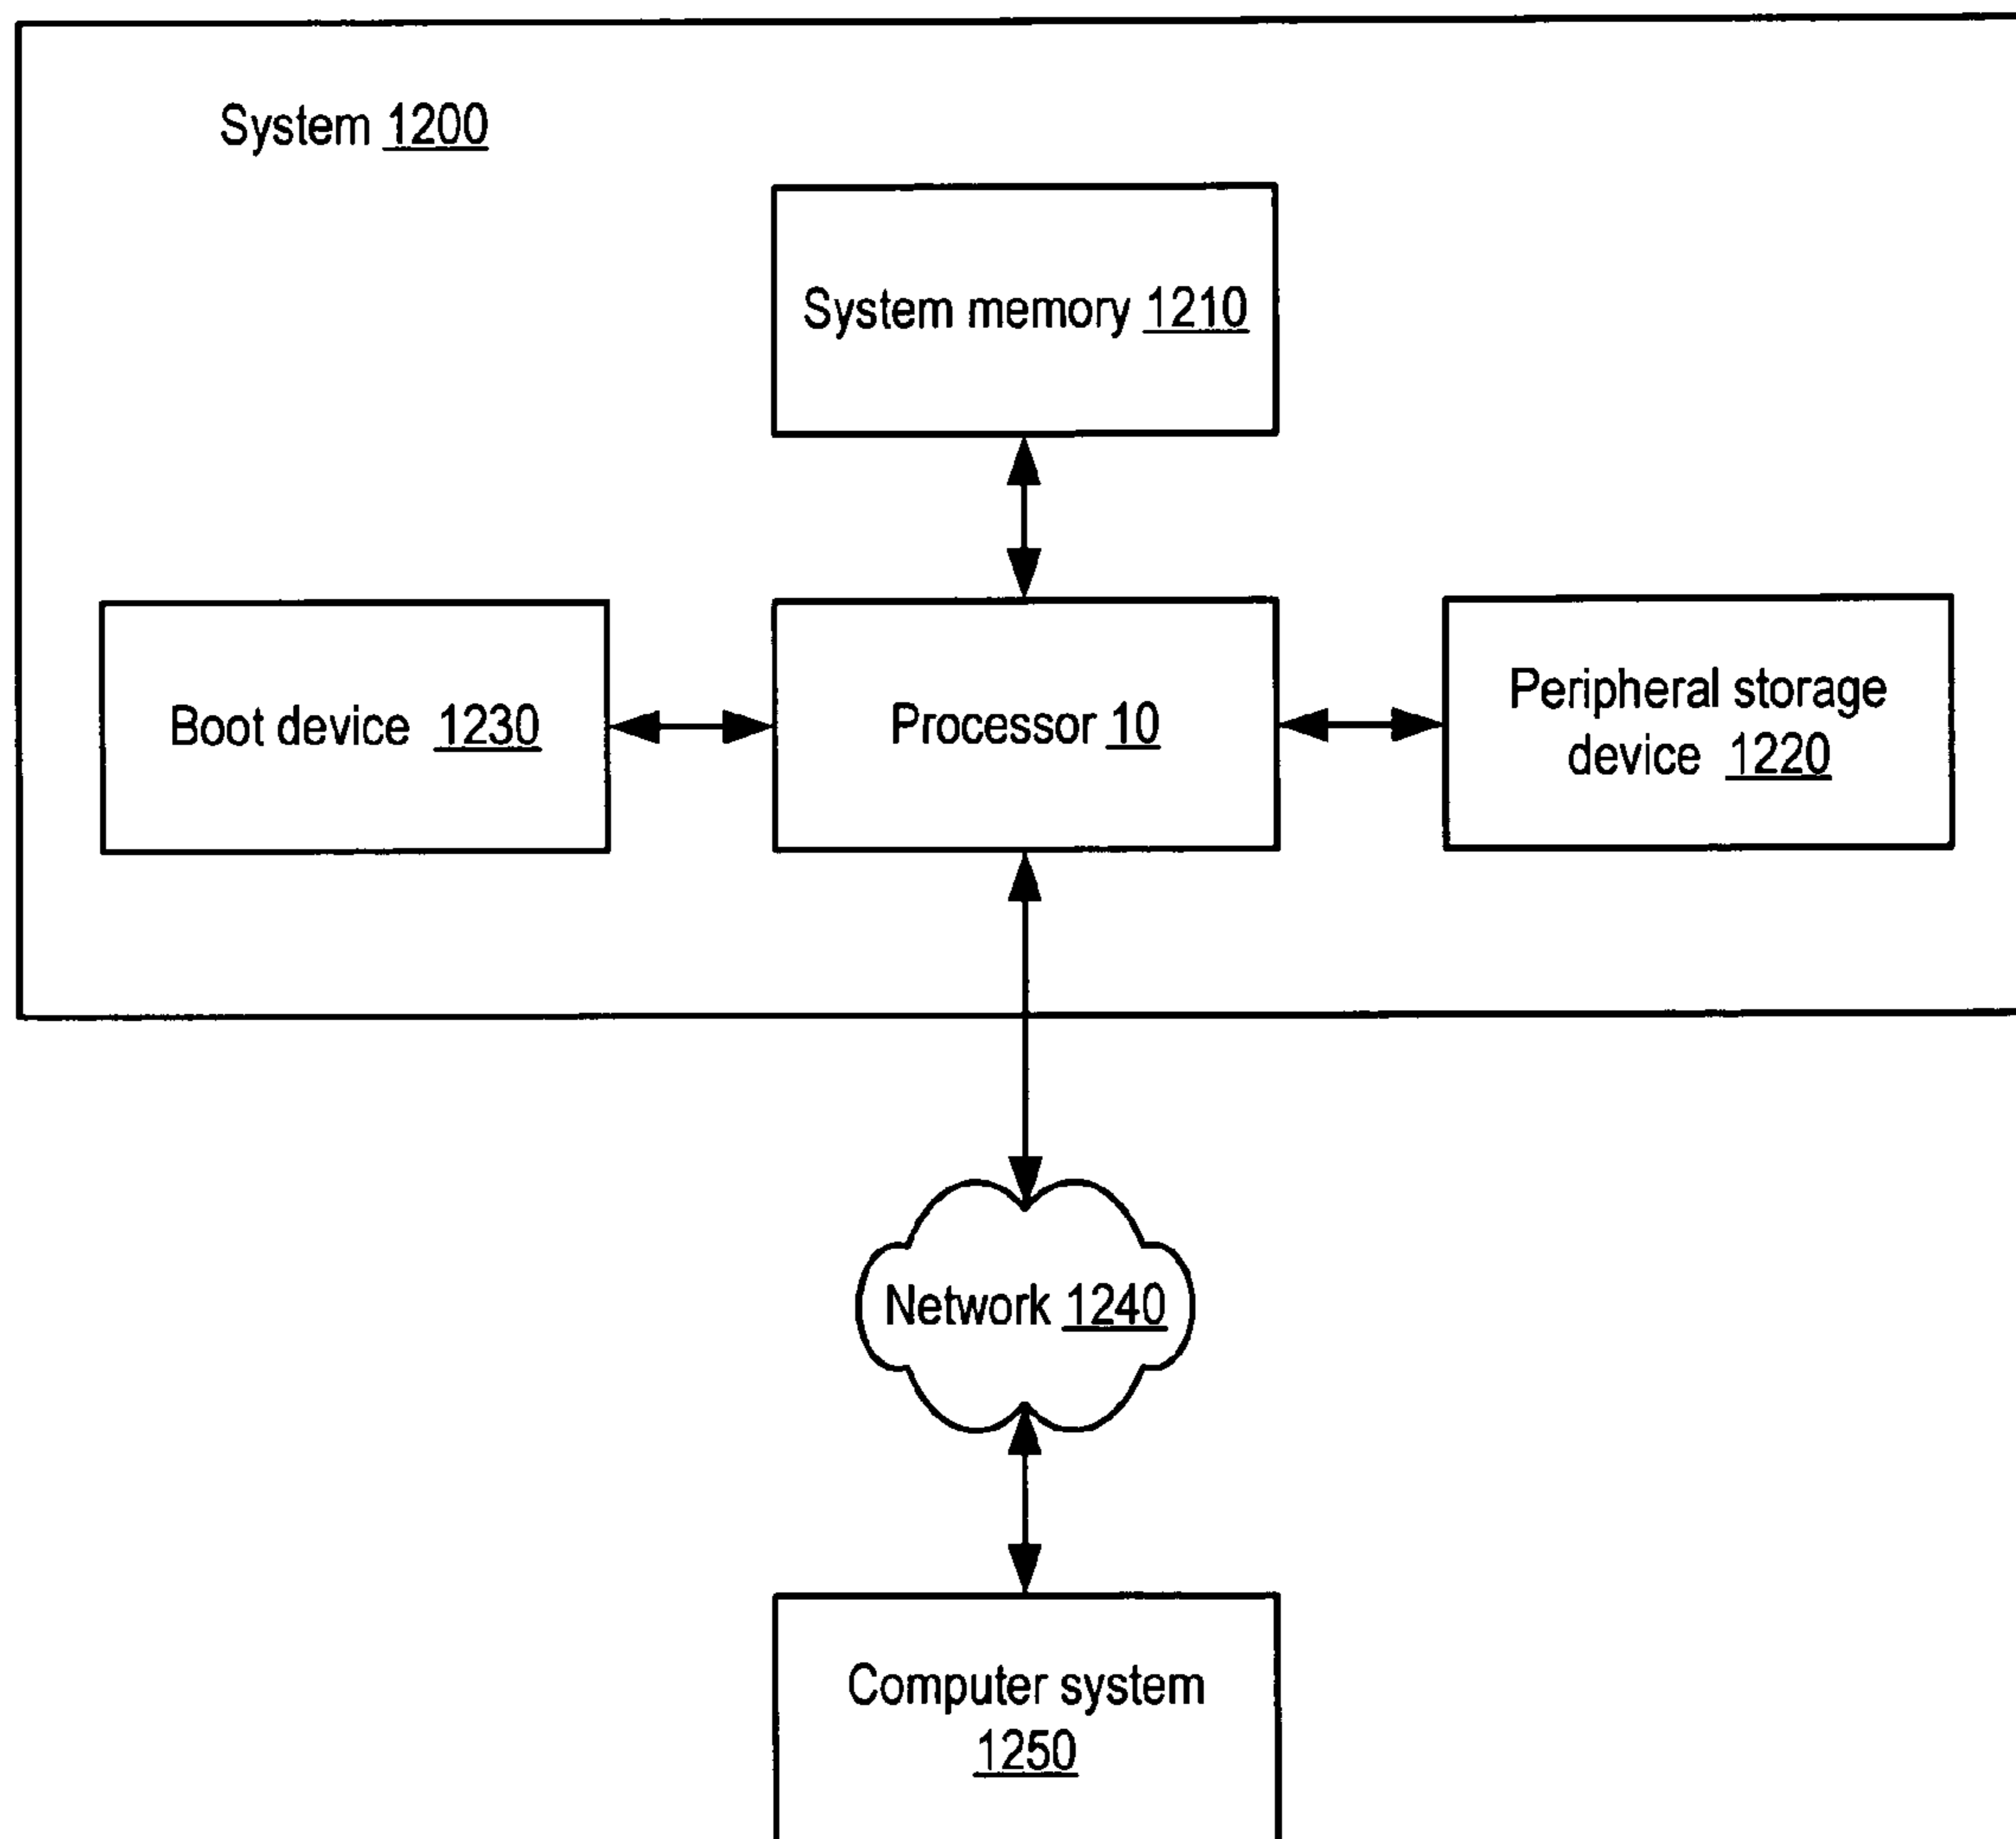 System 1200
System memory 1210
Boot device 1230
Processor 10
Peripheral storage
device 1220
Network 1240
Computer system
1250